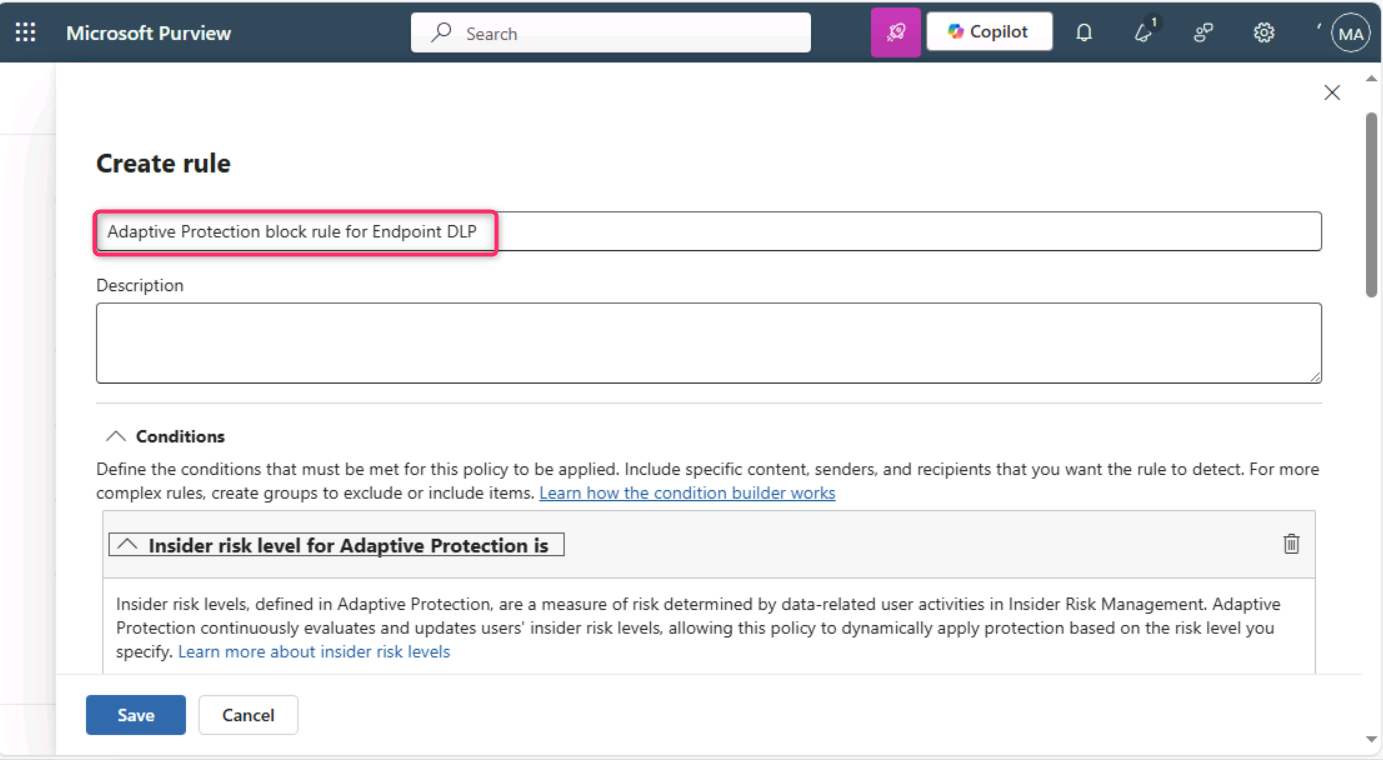 Microsoft Purview
Search
Copilot
1
MA
Create rule
Adaptive Protection block rule for Endpoint DLP
Description
Conditions
Define the conditions that must be met for this policy to be applied. Include specific content, senders, and recipients that you want the rule to detect. For more
complex rules, create groups to exclude or include items. Learn how the condition builder works
Insider risk level for Adaptive Protection is
Insider risk levels, defined in Adaptive Protection, are a measure of risk determined by data-related user activities in Insider Risk Management. Adaptive
Protection continuously evaluates and updates users' insider risk levels, allowing this policy to dynamically apply protection based on the risk level you
specify. Learn more about insider risk levels
Save
Cancel